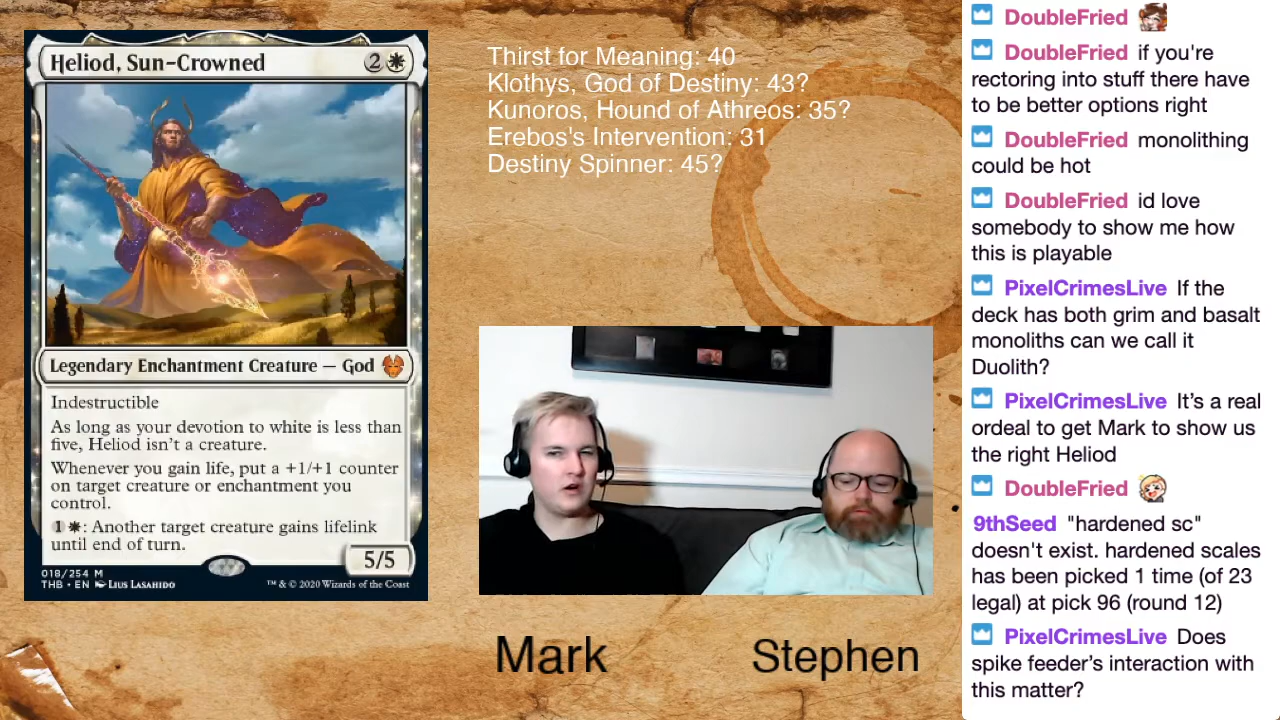 Heliod, Sun-Crowned
2
Legendary Enchantment Creature — God
Indestructible
As long as your devotion to white is less than
five, Heliod isn't a creature.
Whenever you gain life, put a +1/+1 counter
on target creature or enchantment you
control.
1 : Another target creature gains lifelink
until end of turn.
5/5
018/254 M
THB • EN Lius Lasahido
™ & © 2020 Wizards of the Coast
Thirst for Meaning: 40
Klothys, God of Destiny: 43?
Kunoros, Hound of Athreos: 35?
Erebos's Intervention: 31
Destiny Spinner: 45?
Mark
Stephen
DoubleFried
DoubleFried if you're
rectoring into stuff there have
to be better options right
DoubleFried monolithing
could be hot
DoubleFried id love
somebody to show me how
this is playable
PixelCrimesLive If the
deck has both grim and basalt
monoliths can we call it
Duolith?
PixelCrimesLive It's a real
ordeal to get Mark to show us
the right Heliod
DoubleFried
9thSeed "hardened sc"
doesn't exist. hardened scales
has been picked 1 time (of 23
legal) at pick 96 (round 12)
PixelCrimesLive Does
spike feeder's interaction with
this matter?